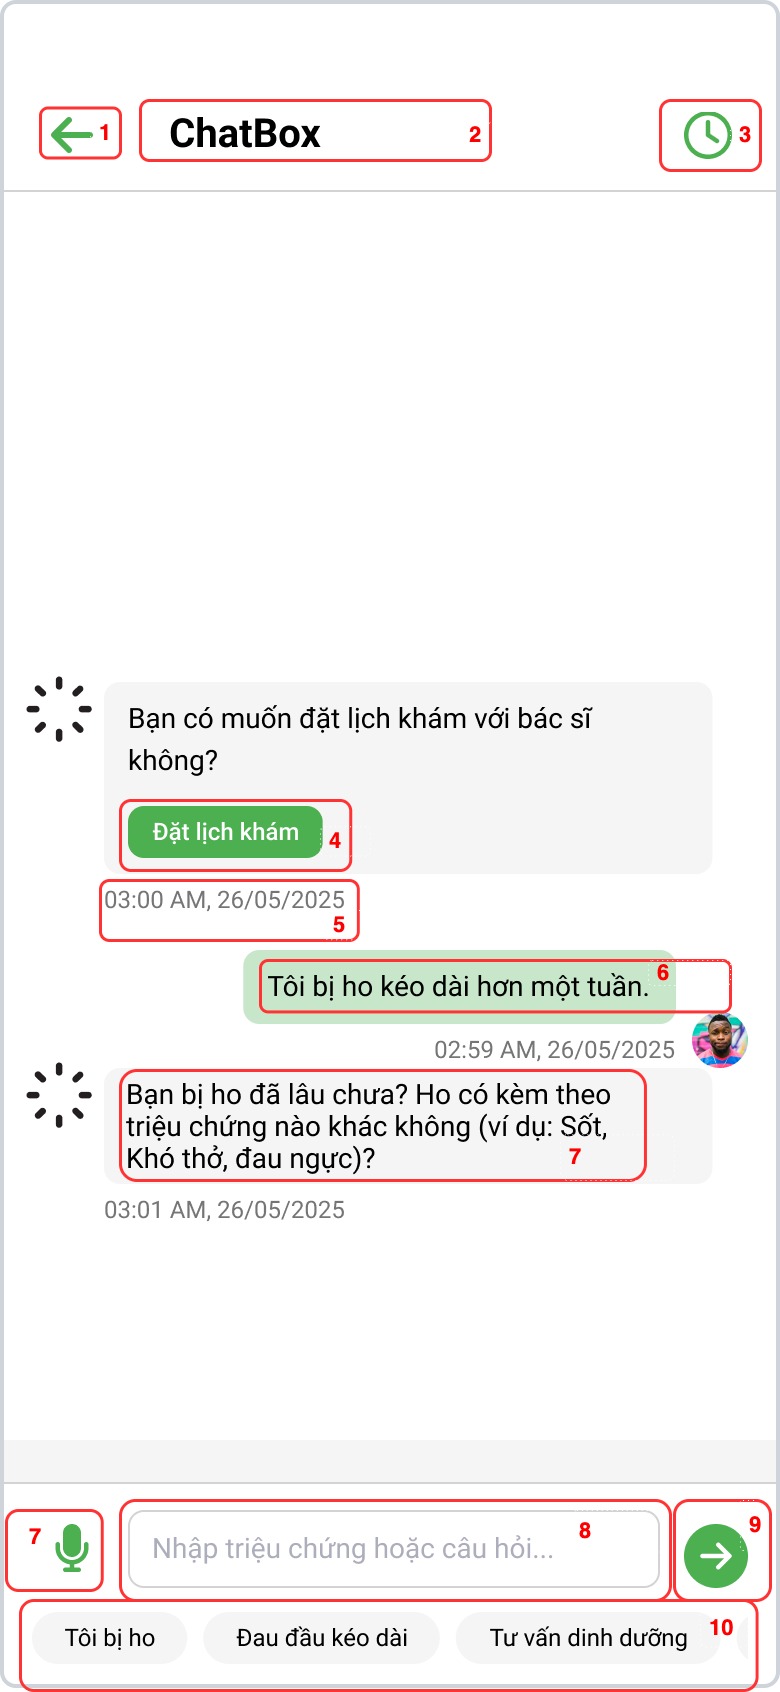 1
ChatBox 2
3
Bạn có muốn đặt lịch khám với bác sĩ
không?
Đặt lịch khám 4
03:00 AM, 26/05/2025
5
6
Tôi bị ho kéo dài hơn một tuần.
02:59 AM, 26/05/2025
Bạn bị ho đã lâu chưa? Ho có kèm theo
triệu chứng nào khác không (ví dụ: Sốt,
Khó thở, đau ngực)?
7
03:01 AM, 26/05/2025
7
Nhập triệu chứng hoặc câu hỏi...
8
9
Tôi bị ho
Đau đầu kéo dài
Tư vấn dinh dưỡng
10